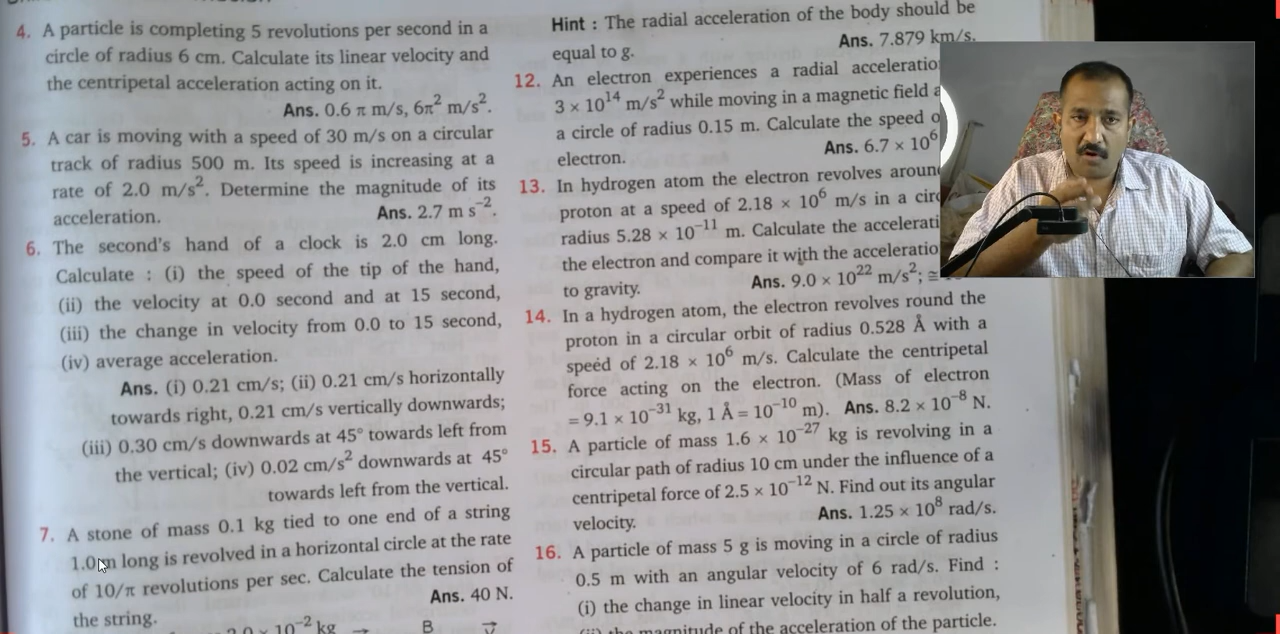 4. A particle is completing 5 revolutions per second in a
circle of radius 6 cm. Calculate its linear velocity and
the centripetal acceleration acting on it.
Ans. 0.6 π m/s, 6π² m/s².
5. A car is moving with a speed of 30 m/s on a circular
track of radius 500 m. Its speed is increasing at a
rate of 2.0 m/s². Determine the magnitude of its
acceleration. Ans. 2.7 m s⁻².
6. The second's hand of a clock is 2.0 cm long.
Calculate : (i) the speed of the tip of the hand,
(ii) the velocity at 0.0 second and at 15 second,
(iii) the change in velocity from 0.0 to 15 second,
(iv) average acceleration.
Ans. (i) 0.21 cm/s; (ii) 0.21 cm/s horizontally
towards right, 0.21 cm/s vertically downwards;
(iii) 0.30 cm/s downwards at 45° towards left from
the vertical; (iv) 0.02 cm/s² downwards at 45°
towards left from the vertical.
7. A stone of mass 0.1 kg tied to one end of a string
1.0 m long is revolved in a horizontal circle at the rate
of 10/π revolutions per sec. Calculate the tension of
the string. Ans. 40 N.
10⁻² kg B V
Hint : The radial acceleration of the body should be
equal to g. Ans. 7.879 km/s.
12. An electron experiences a radial acceleratio
3 × 10¹⁴ m/s² while moving in a magnetic field
a circle of radius 0.15 m. Calculate the speed o
electron. Ans. 6.7 × 10⁶
13. In hydrogen atom the electron revolves aroun
proton at a speed of 2.18 × 10⁶ m/s in a circ
radius 5.28 × 10⁻¹¹ m. Calculate the accelerati
the electron and compare it with the acceleratio
to gravity. Ans. 9.0 × 10²² m/s²; ≅
14. In a hydrogen atom, the electron revolves round the
proton in a circular orbit of radius 0.528 Å with a
speed of 2.18 × 10⁶ m/s. Calculate the centripetal
force acting on the electron. (Mass of electron
= 9.1 × 10⁻³¹ kg, 1 Å = 10⁻¹⁰ m). Ans. 8.2 × 10⁻⁸ N.
15. A particle of mass 1.6 × 10⁻²⁷ kg is revolving in a
circular path of radius 10 cm under the influence of a
centripetal force of 2.5 × 10⁻¹² N. Find out its angular
velocity. Ans. 1.25 × 10⁸ rad/s.
16. A particle of mass 5 g is moving in a circle of radius
0.5 m with an angular velocity of 6 rad/s. Find :
(i) the change in linear velocity in half a revolution,
(ii) the magnitude of the acceleration of the particle.